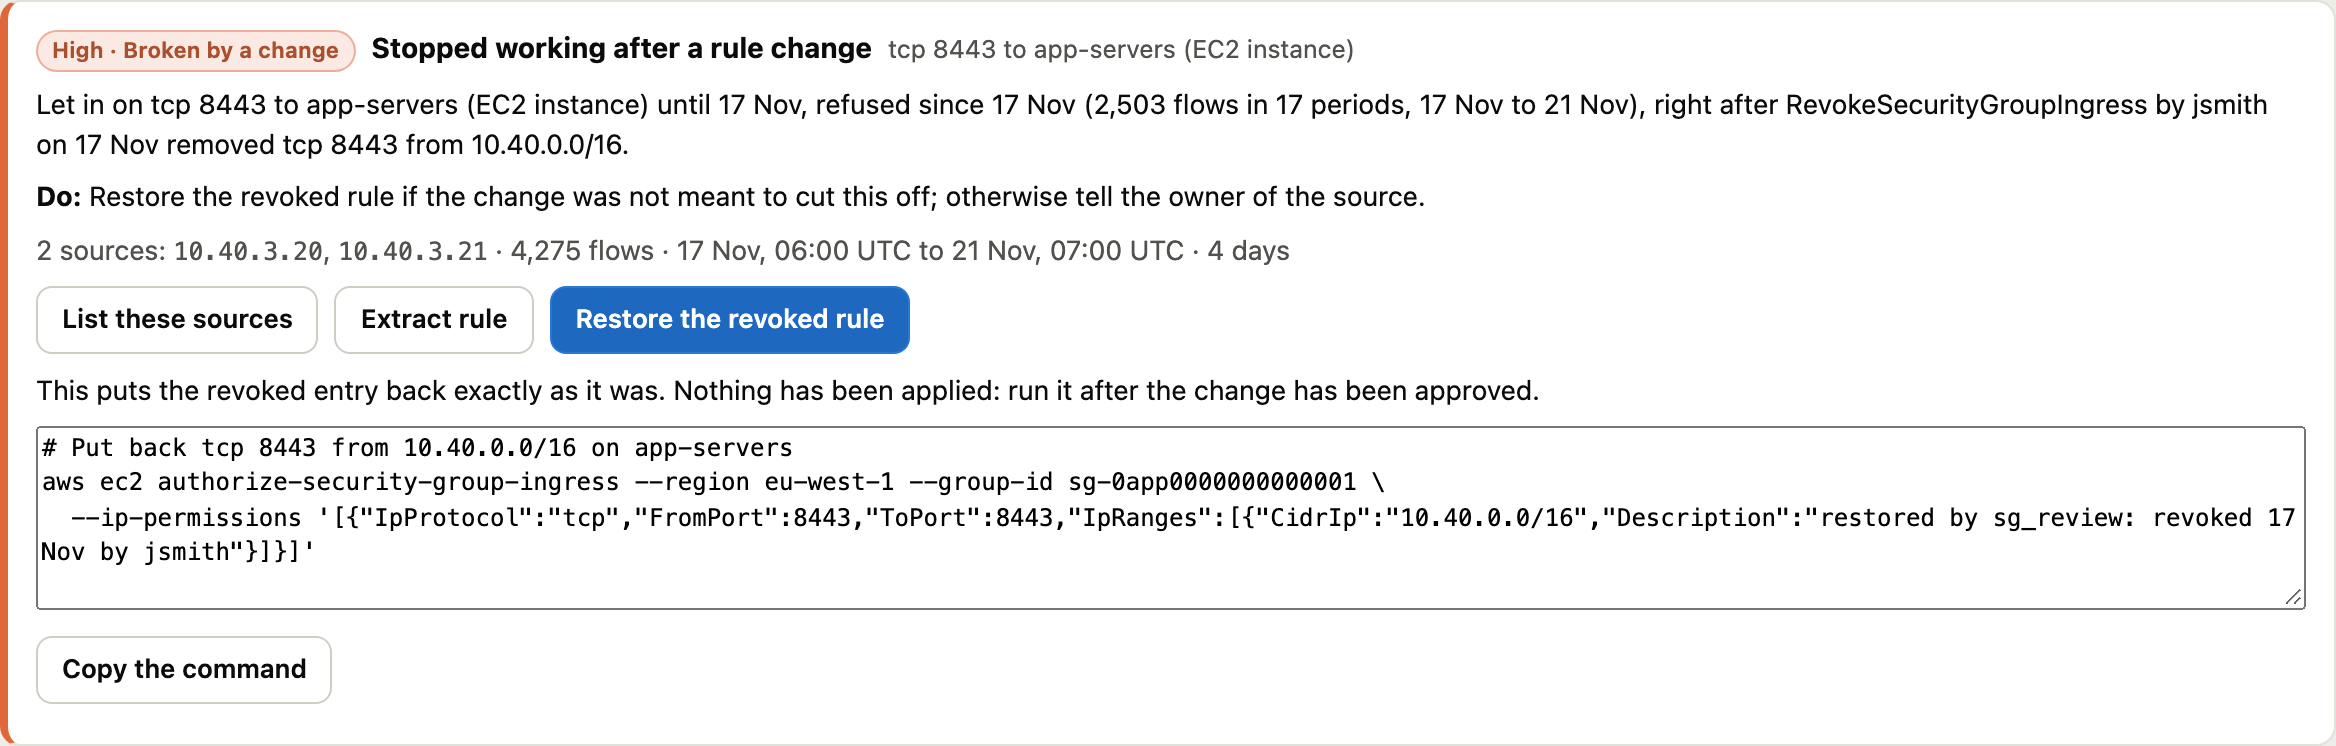 High · Broken by a change Stopped working after a rule change tcp 8443 to app-servers (EC2 instance)
Let in on tcp 8443 to app-servers (EC2 instance) until 17 Nov, refused since 17 Nov (2,503 flows in 17 periods, 17 Nov to 21 Nov), right after RevokeSecurityGroupIngress by jsmith
on 17 Nov removed tcp 8443 from 10.40.0.0/16.
Do: Restore the revoked rule if the change was not meant to cut this off; otherwise tell the owner of the source.
2 sources: 10.40.3.20, 10.40.3.21 · 4,275 flows · 17 Nov, 06:00 UTC to 21 Nov, 07:00 UTC · 4 days
List these sources Extract rule Restore the revoked rule
This puts the revoked entry back exactly as it was. Nothing has been applied: run it after the change has been approved.
# Put back tcp 8443 from 10.40.0.0/16 on app-servers
aws ec2 authorize-security-group-ingress --region eu-west-1 --group-id sg-0app0000000000001 \
  --ip-permissions '[{"IpProtocol":"tcp","FromPort":8443,"ToPort":8443,"IpRanges":[{"CidrIp":"10.40.0.0/16","Description":"restored by sg_review: revoked 17
Nov by jsmith"}]}]'
Copy the command